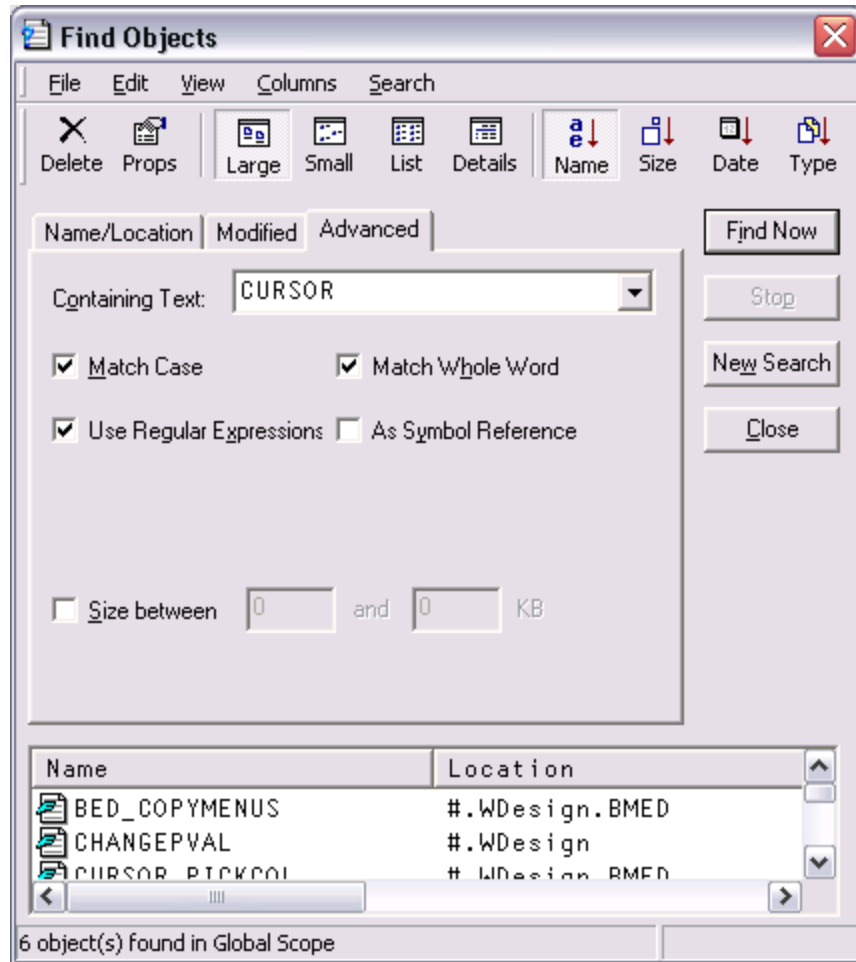 Find Objects
File Edit View Columns Search
Delete Props Large Small List Details Name Size Date Type
Name/Location Modified Advanced
Find Now
Containing Text: CURSOR
Stop
Match Case Match Whole Word
New Search
Use Regular Expressions As Symbol Reference
Close
Size between 0 and 0 KB
Name Location
BED_COPYMENUS #.WDesign.BMED
CHANGEPVAL #.WDesign
CURSOR_PICKCOL #.WDesign.BMED
6 object(s) found in Global Scope